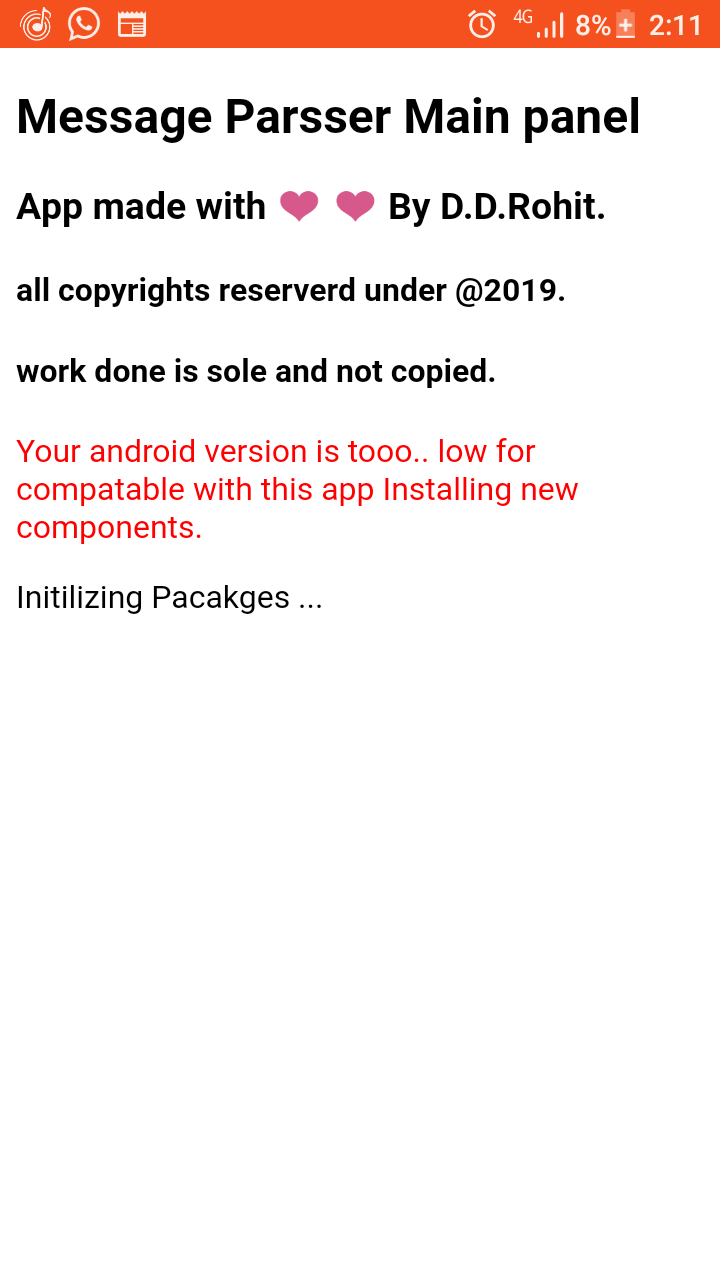 4G 8% 2:11
Message Parsser Main panel
App made with ❤ ❤ By D.D.Rohit.
all copyrights reserverd under @2019.
work done is sole and not copied.
Your android version is tooo.. low for
compatable with this app Installing new
components.
Initilizing Pacakges ...